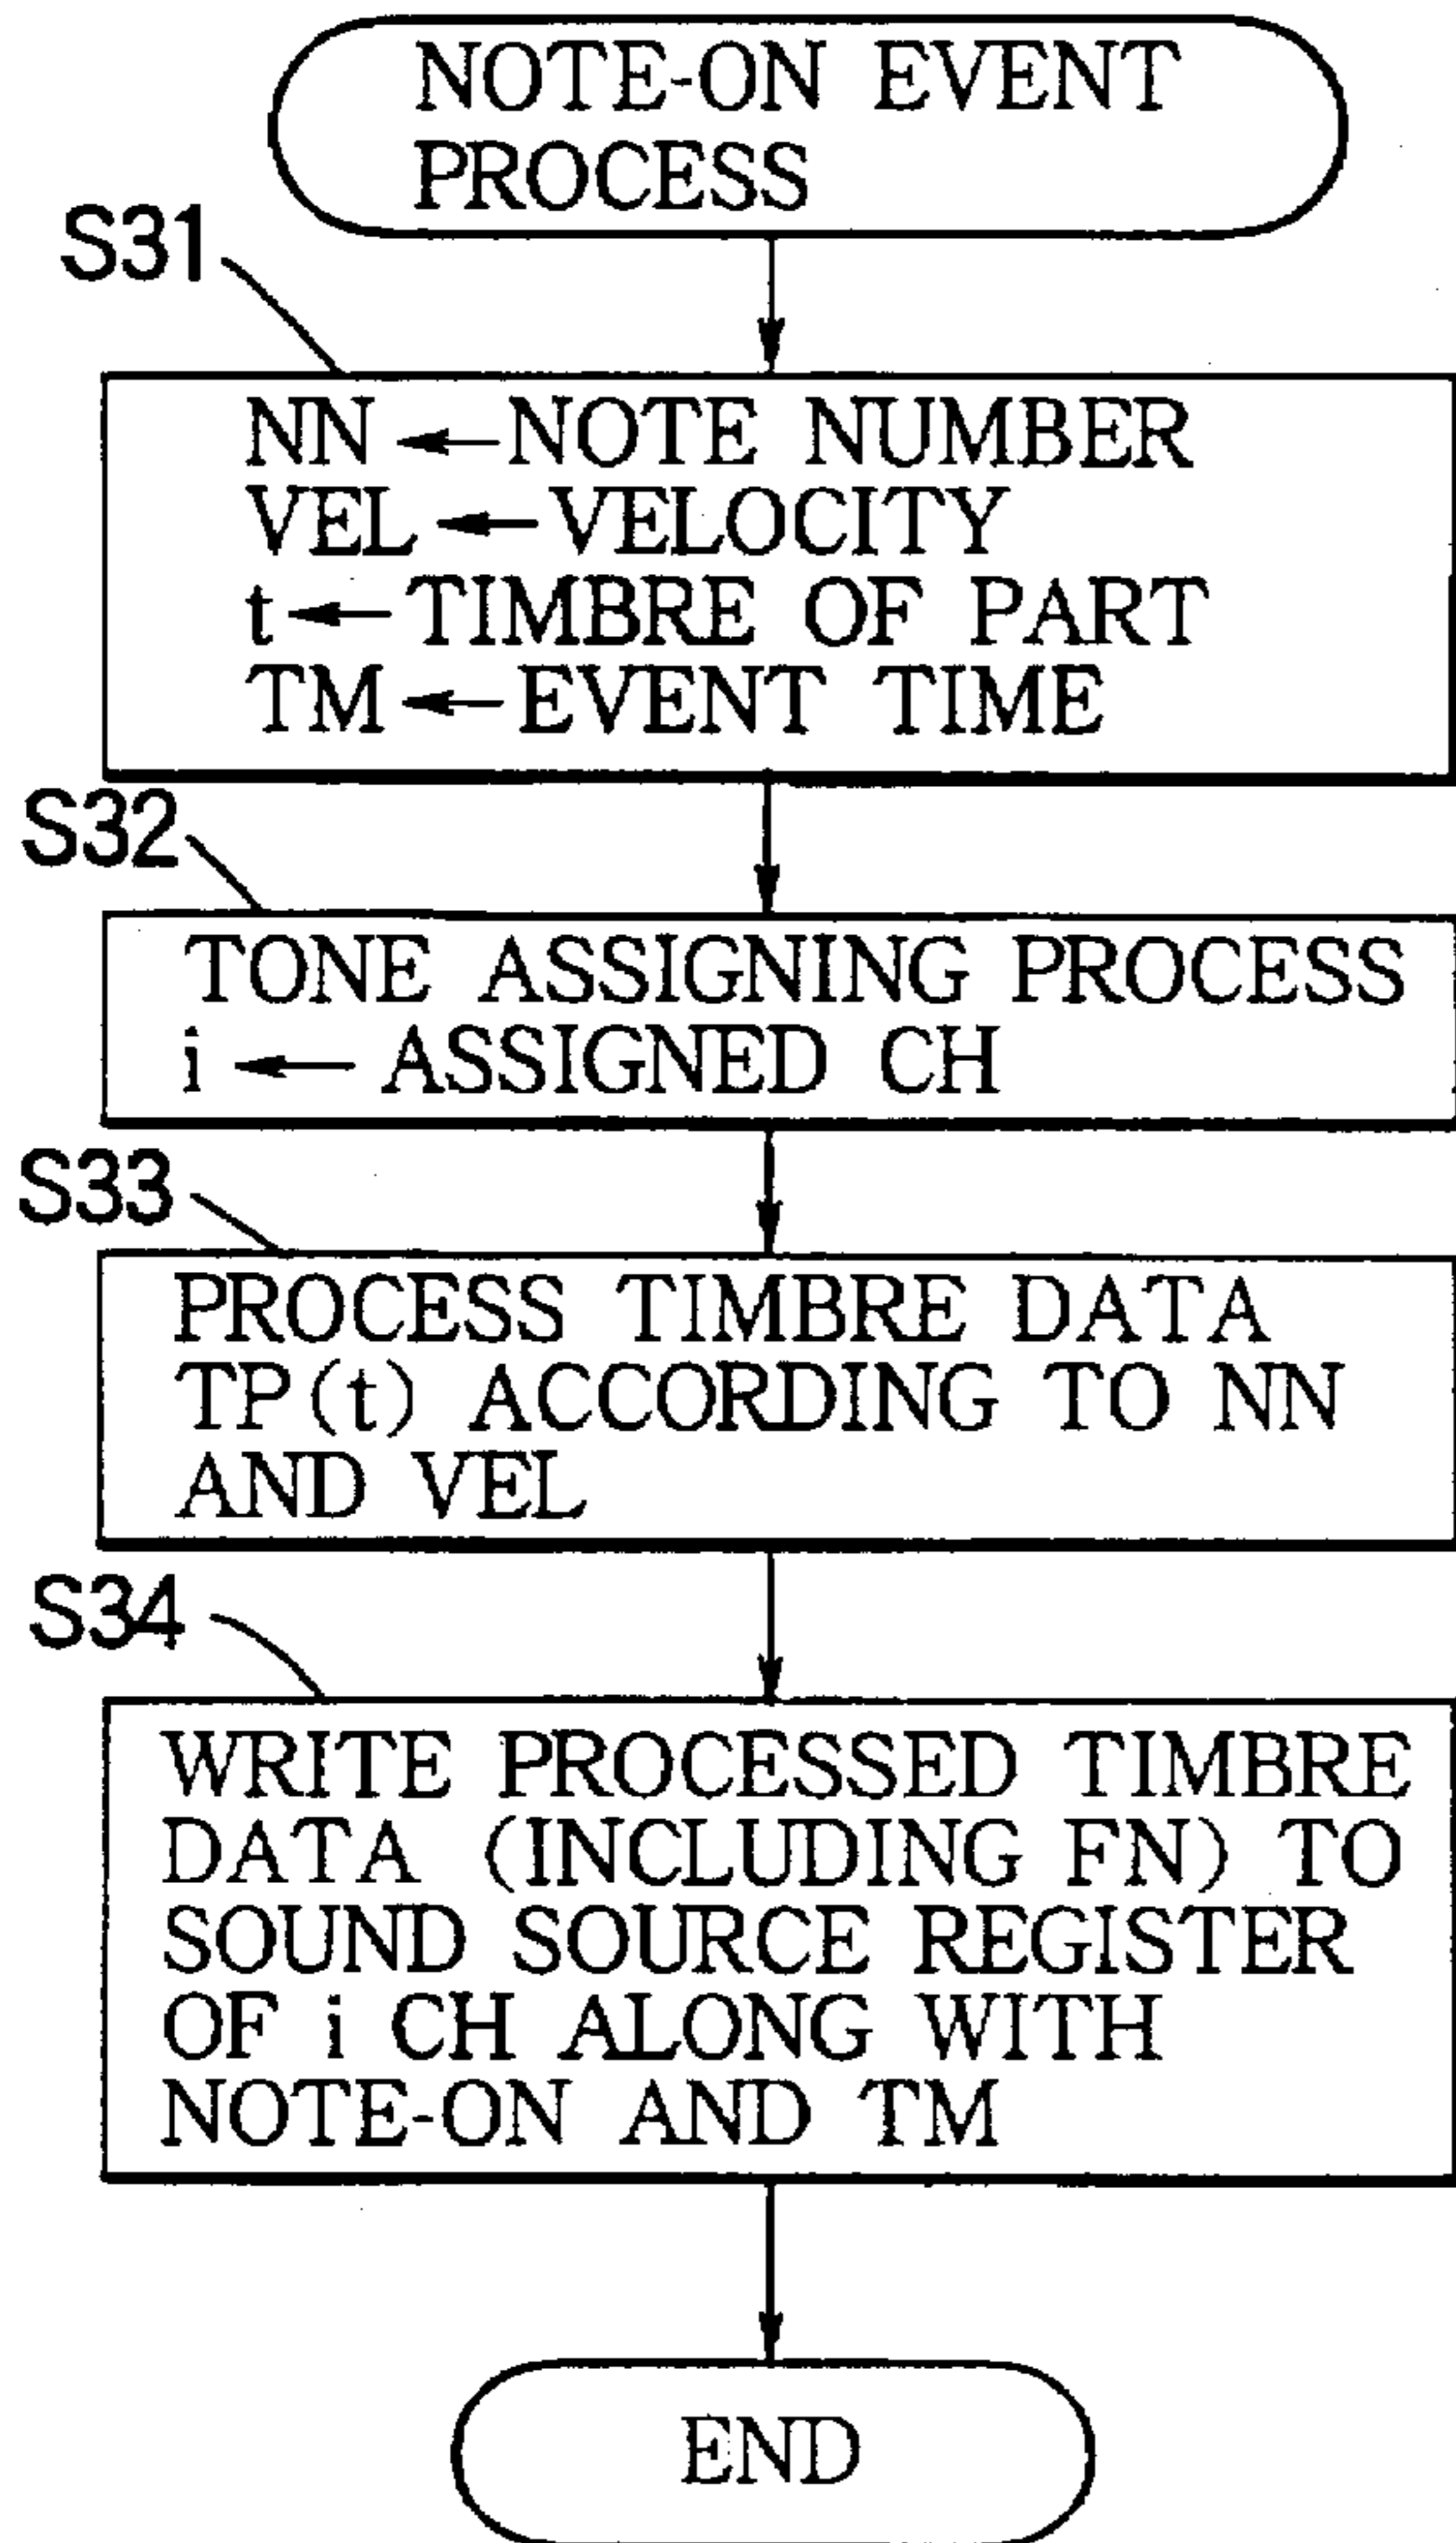 NOTE-ON EVENT
PROCESS
S31
NN←NOTE NUMBER
VEL←VELOCITY
t←TIMBRE OF PART
TM←EVENT TIME
S32
TONE ASSIGNING PROCESS
i ← ASSIGNED CH
S33
PROCESS TIMBRE DATA
TP(t) ACCORDING TO NN
AND VEL
S34
WRITE PROCESSED TIMBRE
DATA (INCLUDING FN) TO
SOUND SOURCE REGISTER
OF i CH ALONG WITH
NOTE-ON AND TM
END